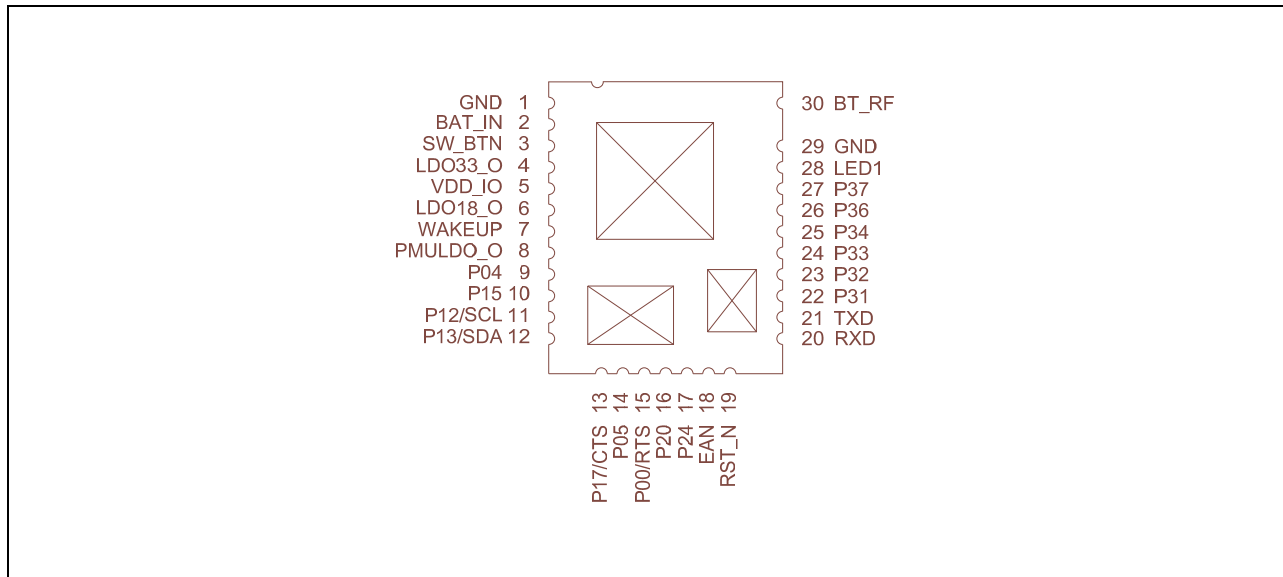 GND 1
BAT_IN 2
SW_BTN 3
LDO33_O 4
VDD_IO 5
LDO18_O 6
WAKEUP 7
PMULDO_O 8
P04 9
P15 10
P12/SCL 11
P13/SDA 12
P17/CTS 13
P05 14
P00/RTS 15
P20 16
P24 17
EAN 18
RST_N 19
30 BT_RF
29 GND
28 LED1
27 P37
26 P36
25 P34
24 P33
23 P32
22 P31
21 TXD
20 RXD